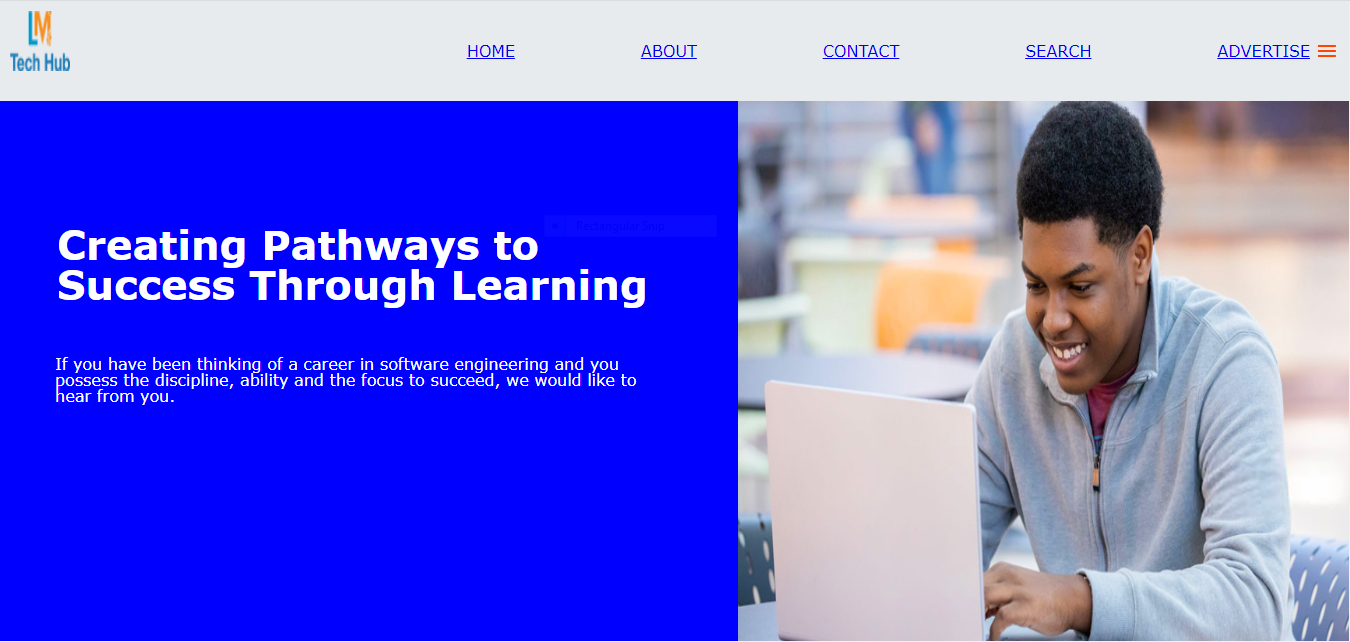 LM
Tech Hub
HOME ABOUT CONTACT SEARCH ADVERTISE
Rectangular Snip
Creating Pathways to
Success Through Learning
If you have been thinking of a career in software engineering and you
possess the discipline, ability and the focus to succeed, we would like to
hear from you.